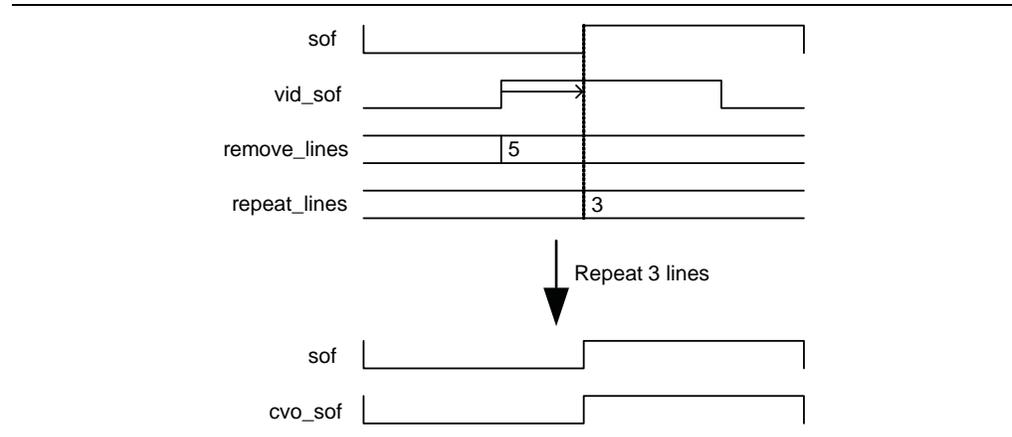 sof
vid_sof
remove_lines 5
repeat_lines 3
Repeat 3 lines
sof
cvo_sof